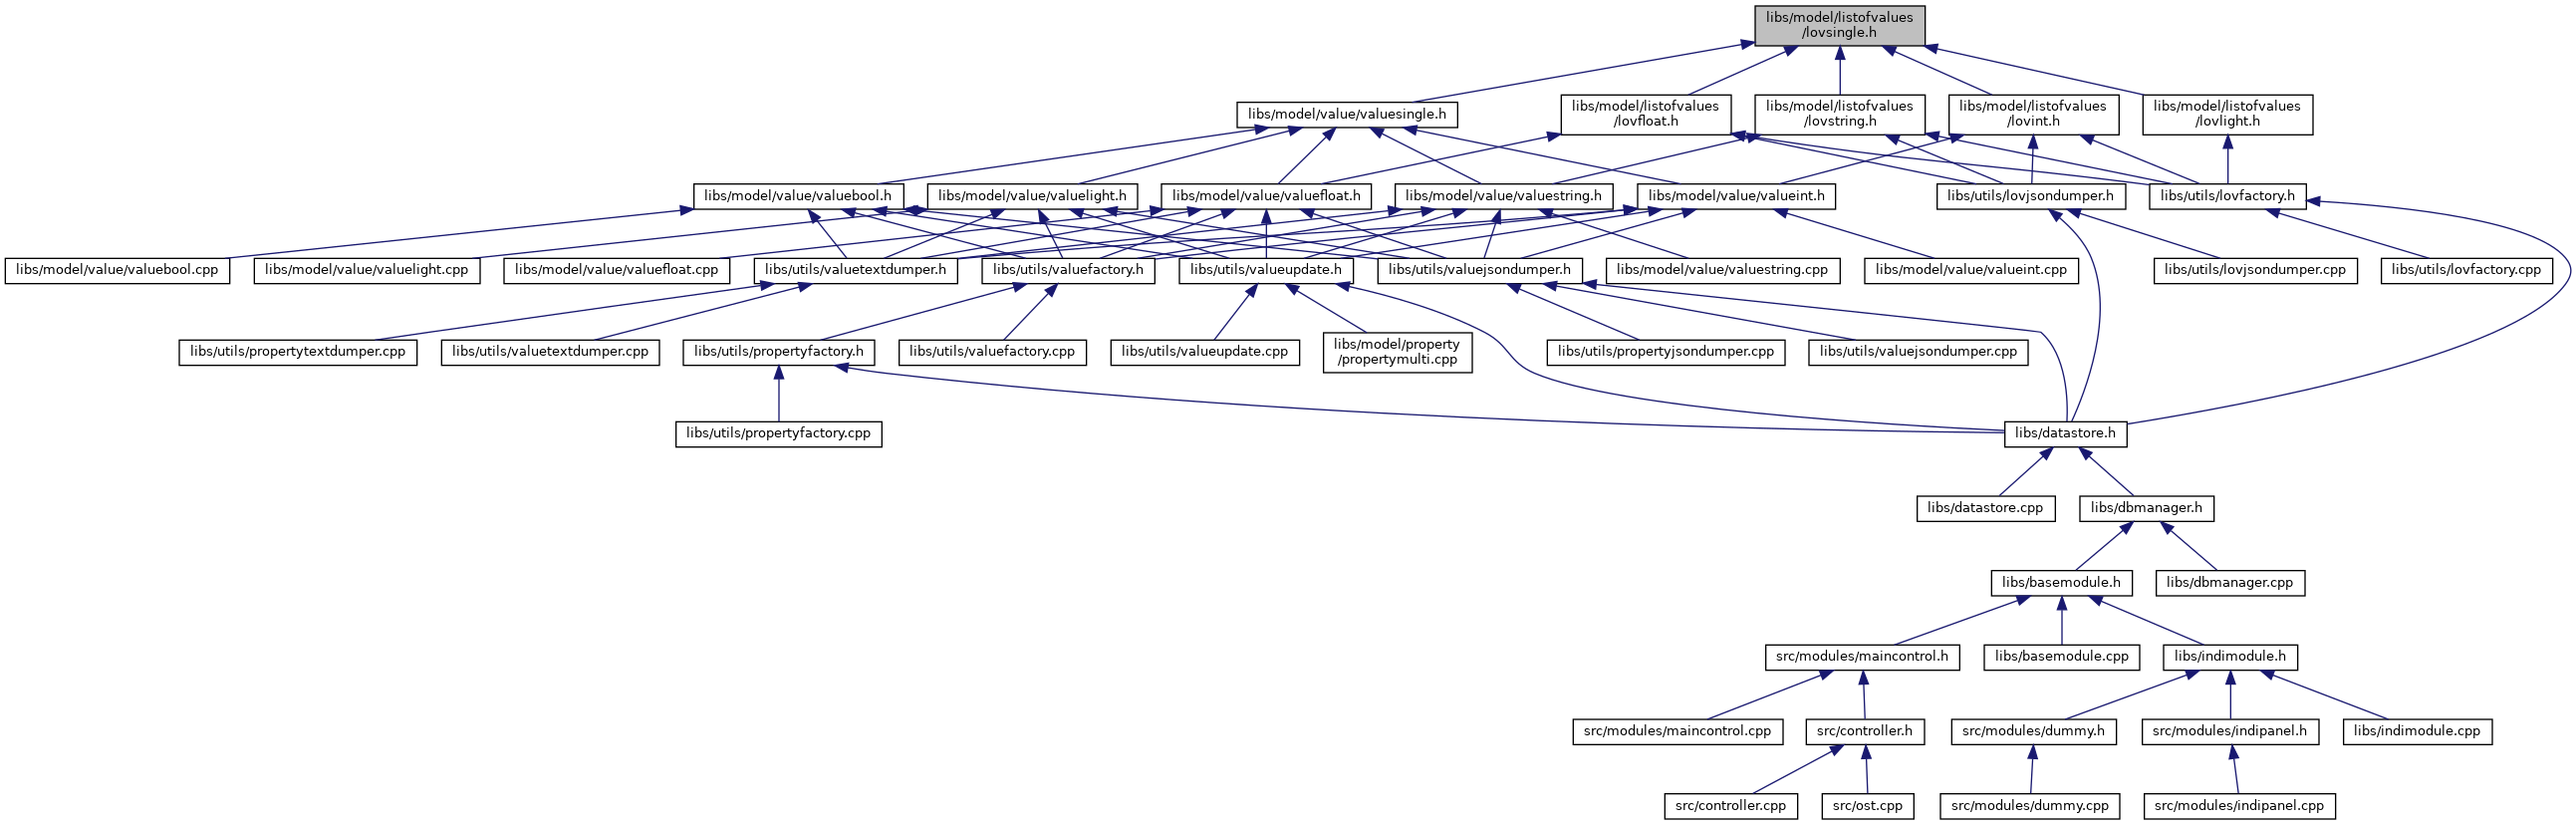 libs/model/listofvalues
/lovsingle.h
libs/model/value/valuesingle.h
libs/model/listofvalues
/lovfloat.h
libs/model/listofvalues
/lovstring.h
libs/model/listofvalues
/lovint.h
libs/model/listofvalues
/lovlight.h
libs/model/value/valuebool.h
libs/model/value/valuelight.h
libs/model/value/valuefloat.h
libs/model/value/valuestring.h
libs/model/value/valueint.h
libs/utils/lovjsondumper.h
libs/utils/lovfactory.h
libs/model/value/valuebool.cpp
libs/model/value/valuelight.cpp
libs/model/value/valuefloat.cpp
libs/utils/valuetextdumper.h
libs/utils/valuefactory.h
libs/utils/valueupdate.h
libs/utils/valuejsondumper.h
libs/model/value/valuestring.cpp
libs/model/value/valueint.cpp
libs/utils/lovjsondumper.cpp
libs/utils/lovfactory.cpp
libs/utils/propertytextdumper.cpp
libs/utils/valuetextdumper.cpp
libs/utils/propertyfactory.h
libs/utils/valuefactory.cpp
libs/utils/valueupdate.cpp
libs/model/property
/propertymulti.cpp
libs/utils/propertyjsondumper.cpp
libs/utils/valuejsondumper.cpp
libs/utils/propertyfactory.cpp
libs/datastore.h
libs/datastore.cpp
libs/dbmanager.h
libs/basemodule.h
libs/dbmanager.cpp
src/modules/maincontrol.h
libs/basemodule.cpp
libs/indimodule.h
src/modules/maincontrol.cpp
src/controller.h
src/modules/dummy.h
src/modules/indipanel.h
libs/indimodule.cpp
src/controller.cpp
src/ost.cpp
src/modules/dummy.cpp
src/modules/indipanel.cpp